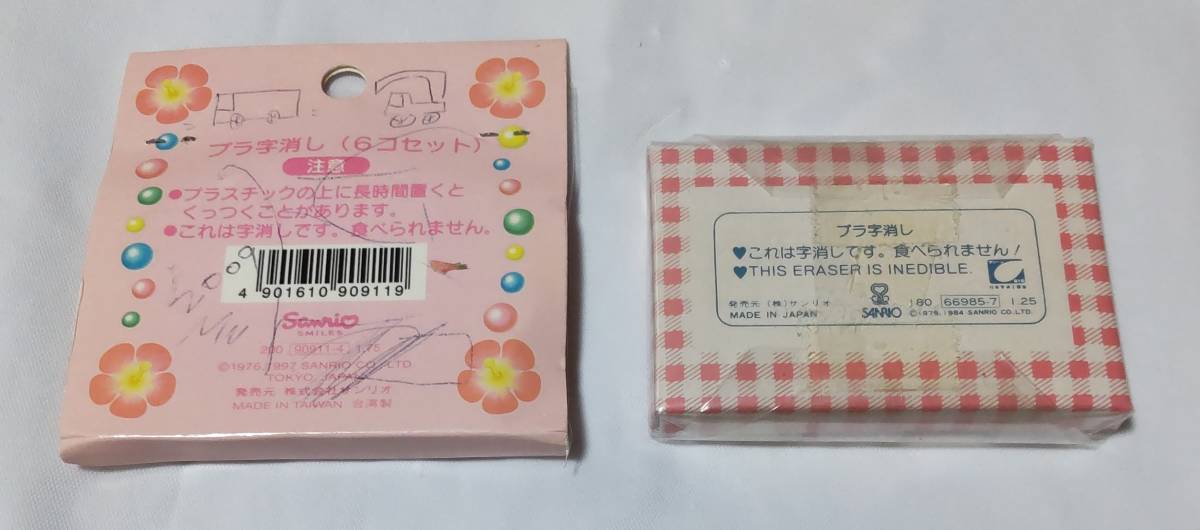 プラ字消し（6コセット）
注意
●プラスチックの上に長時間置くと
くっつくことがあります。
●これは字消しです。食べられません。
4 901610 909119
Sanrio
SMILES
200 90911-4 1.75
©1976, 1997 SANRIO CO., LTD.
TOKYO, JAPAN
発売元 株式会社サンリオ
MADE IN TAIWAN 台湾製
プラ字消し
♥これは字消しです。食べられません！
♥THIS ERASER IS INEDIBLE.
発売元（株）サンリオ
MADE IN JAPAN
SANRIO
180 66985-7 1.25
©1976, 1984 SANRIO CO., LTD.